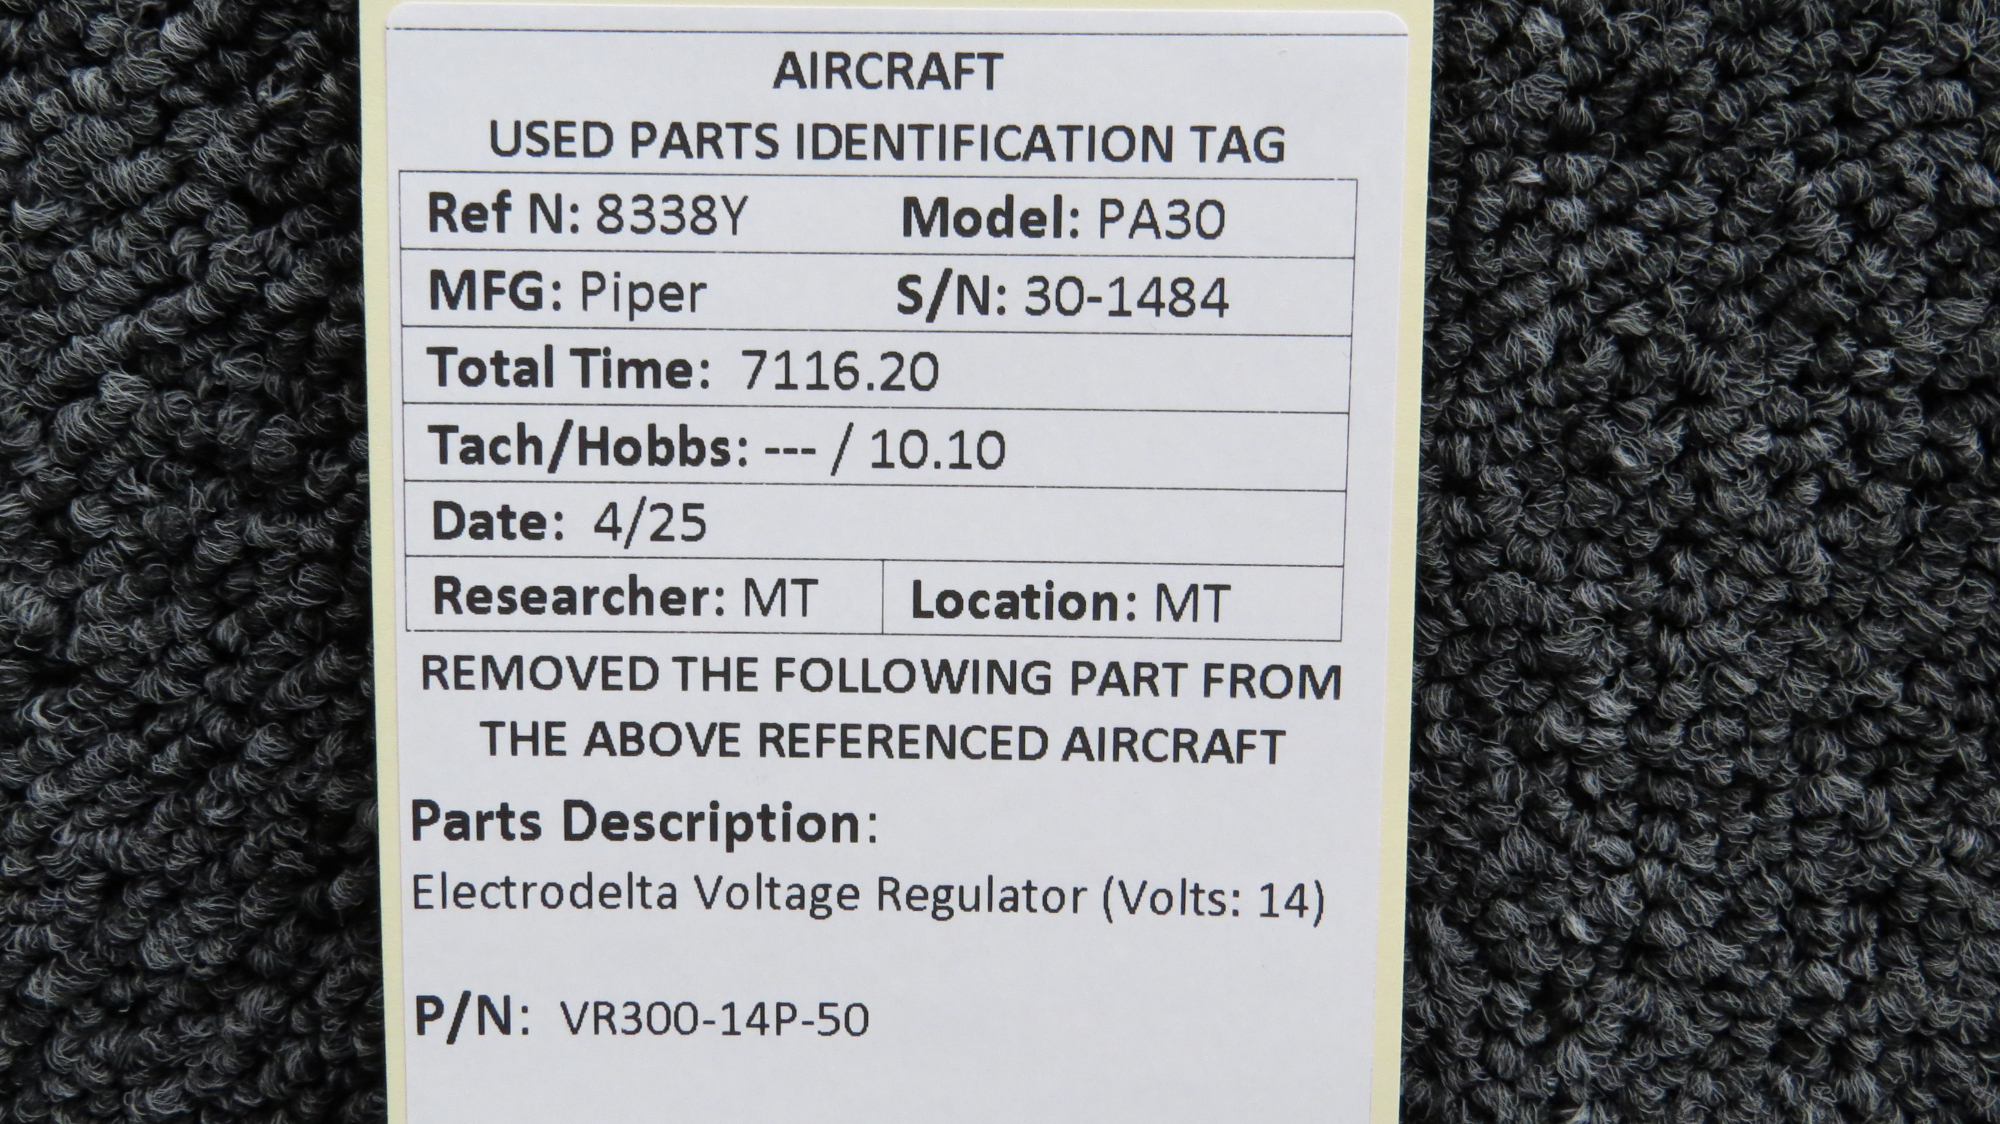 AIRCRAFT
USED PARTS IDENTIFICATION TAG
Ref N: 8338Y Model: PA30
MFG: Piper S/N: 30-1484
Total Time: 7116.20
Tach/Hobbs: --- / 10.10
Date: 4/25
Researcher: MT Location: MT
REMOVED THE FOLLOWING PART FROM
THE ABOVE REFERENCED AIRCRAFT
Parts Description:
Electrodelta Voltage Regulator (Volts: 14)
P/N: VR300-14P-50